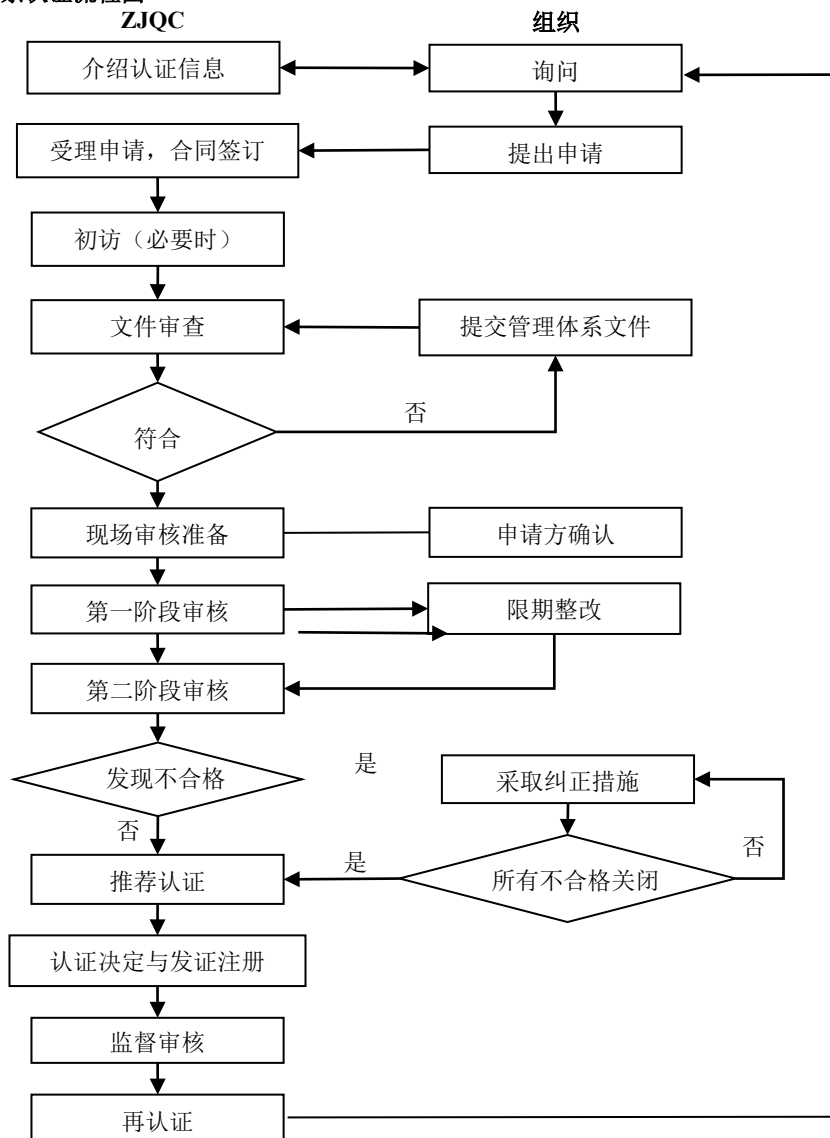 ZJQC 组织
介绍认证信息 询问
受理申请，合同签订 提出申请
初访（必要时）
文件审查 提交管理体系文件
否
符合
现场审核准备 申请方确认
第一阶段审核 限期整改
第二阶段审核
发现不合格 是 采取纠正措施
否 是 否
推荐认证 所有不合格关闭
认证决定与发证注册
监督审核
再认证